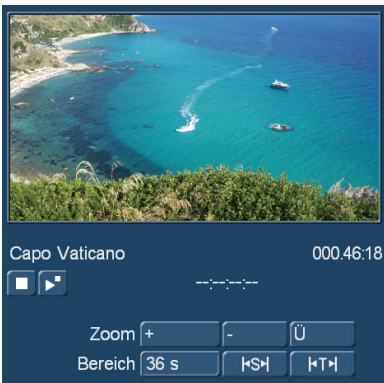 Capo Vaticano 000.46:18
--:--:--:--
Zoom + - Ü
Bereich 36 s S T